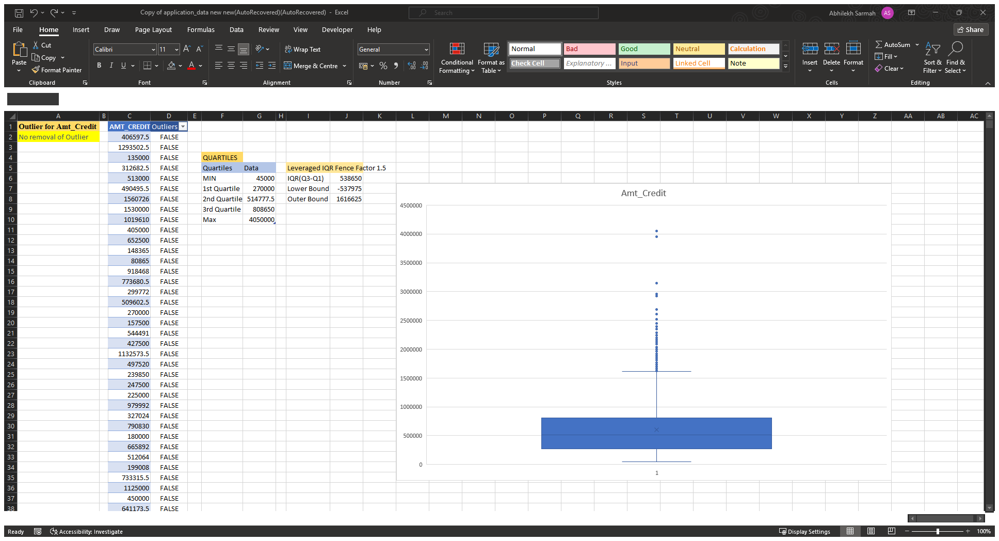 Copy of application_data new new(AutoRecovered)(AutoRecovered) - Excel
Search
Abhilekh Sarmah
AS
File Home Insert Draw Page Layout Formulas Data Review View Developer Help
Share
Paste
Cut
Copy
Format Painter
Clipboard
Calibri 11
B I U
Font
Wrap Text
Merge & Centre
Alignment
General
Number
Conditional Formatting
Format as Table
Normal Bad Good Neutral Calculation
Check Cell Explanatory ... Input Linked Cell Note
Styles
Insert Delete Format
Cells
AutoSum
Fill
Clear
Sort & Filter
Find & Select
Editing
A B C D E F G H I J K L M N O P Q R S T U V W X Y Z AA AB AC
1 Outlier for Amt_Credit AMT_CREDIT Outliers
2 No removal of Outlier 406597.5 FALSE
3 1293502.5 FALSE
4 135000 FALSE QUARTILES
5 312682.5 FALSE Quartiles Data Leveraged IQR Fence Factor 1.5
6 513000 FALSE MIN 45000 IQR(Q3-Q1) 538650
7 490495.5 FALSE 1st Quartile 270000 Lower Bound -537975
8 1560726 FALSE 2nd Quartile 514777.5 Outer Bound 1616625
9 1530000 FALSE 3rd Quartile 808650
10 1019610 FALSE Max 4050000
11 405000 FALSE
12 652500 FALSE
13 148365 FALSE
14 80865 FALSE
15 918468 FALSE
16 773680.5 FALSE
17 299772 FALSE
18 509602.5 FALSE
19 270000 FALSE
20 157500 FALSE
21 544491 FALSE
22 427500 FALSE
23 1132573.5 FALSE
24 497520 FALSE
25 239850 FALSE
26 247500 FALSE
27 225000 FALSE
28 979992 FALSE
29 327024 FALSE
30 790830 FALSE
31 180000 FALSE
32 665892 FALSE
33 512064 FALSE
34 199008 FALSE
35 733315.5 FALSE
36 1125000 FALSE
37 450000 FALSE
38 641173.5 FALSE
Amt_Credit
4500000
4000000
3500000
3000000
2500000
2000000
1500000
1000000
500000
0
1
Ready
Accessibility: Investigate
Display Settings
100%